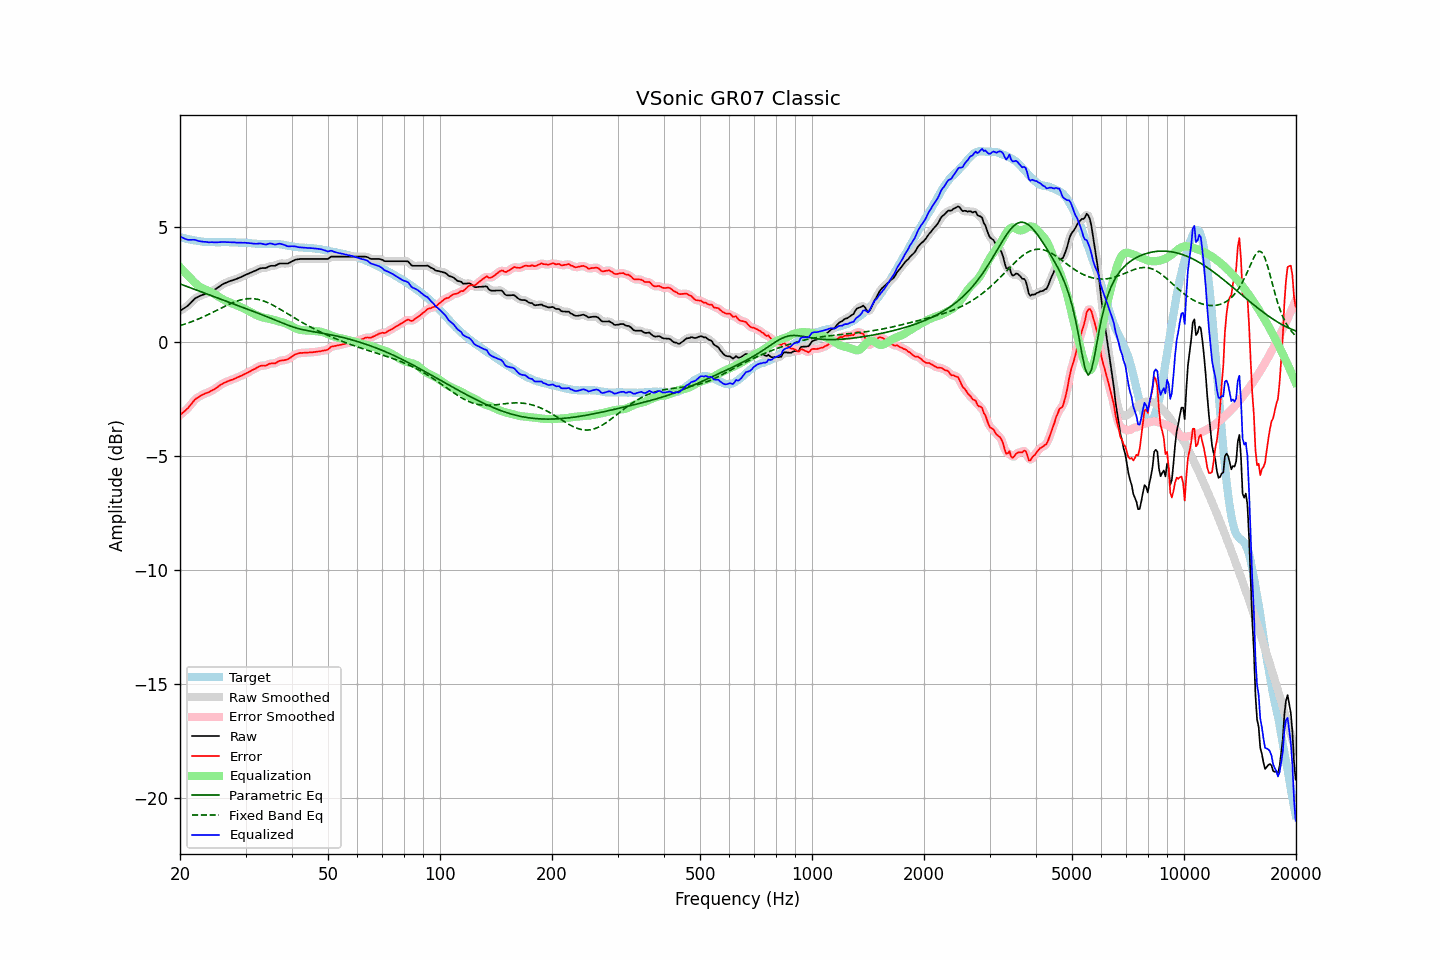 VSonic GR07 Classic
Amplitude (dBr)
5
0
−5
−10
−15
−20
Target
Raw Smoothed
Error Smoothed
Raw
Error
Equalization
Parametric Eq
Fixed Band Eq
Equalized
20 50 100 200 500 1000 2000 5000 10000 20000
Frequency (Hz)